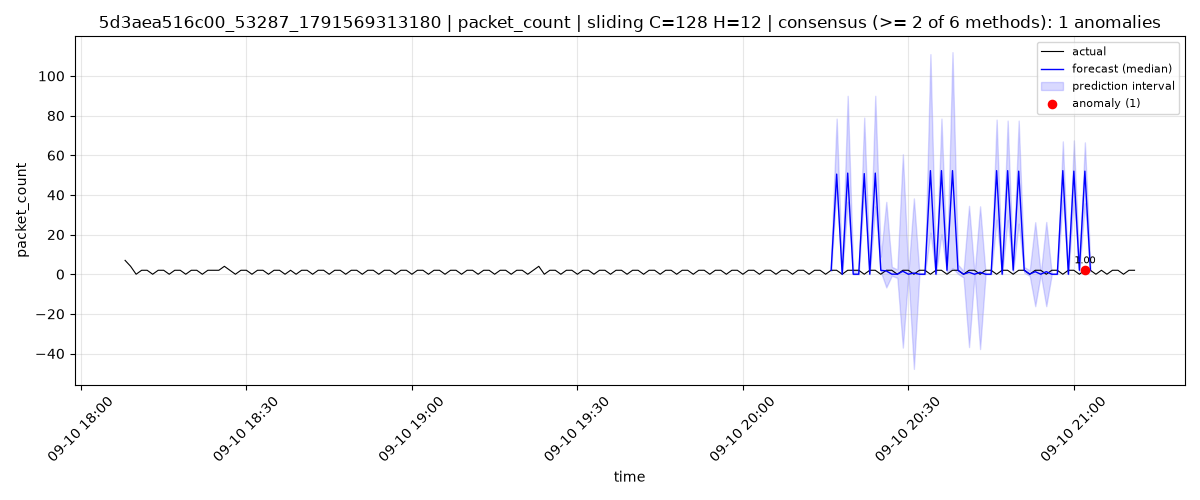 5d3aea516c00_53287_1791569313180 | packet_count | sliding C=128 H=12 | consensus (>= 2 of 6 methods): 1 anomalies
actual
forecast (median)
prediction interval
anomaly (1)
packet_count
100
80
60
40
20
0
−20
−40
1.00
09-10 18:00
09-10 18:30
09-10 19:00
09-10 19:30
09-10 20:00
09-10 20:30
09-10 21:00
time